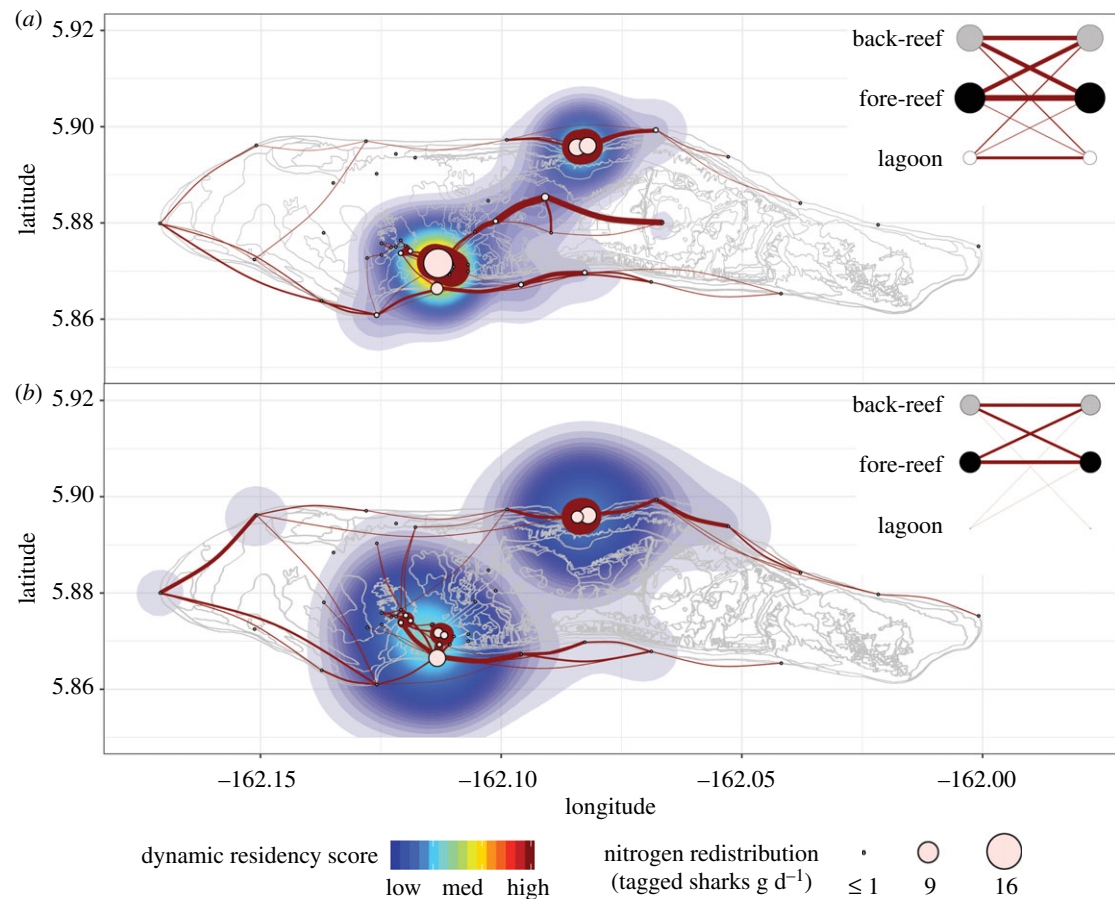 (a)
5.92
5.90
5.88
5.86
latitude
back-reef
fore-reef
lagoon
(b)
5.92
5.90
5.88
5.86
latitude
back-reef
fore-reef
lagoon
–162.15 –162.10 –162.05 –162.00
longitude
dynamic residency score
low med high
nitrogen redistribution
(tagged sharks g d⁻¹)
≤ 1 9 16